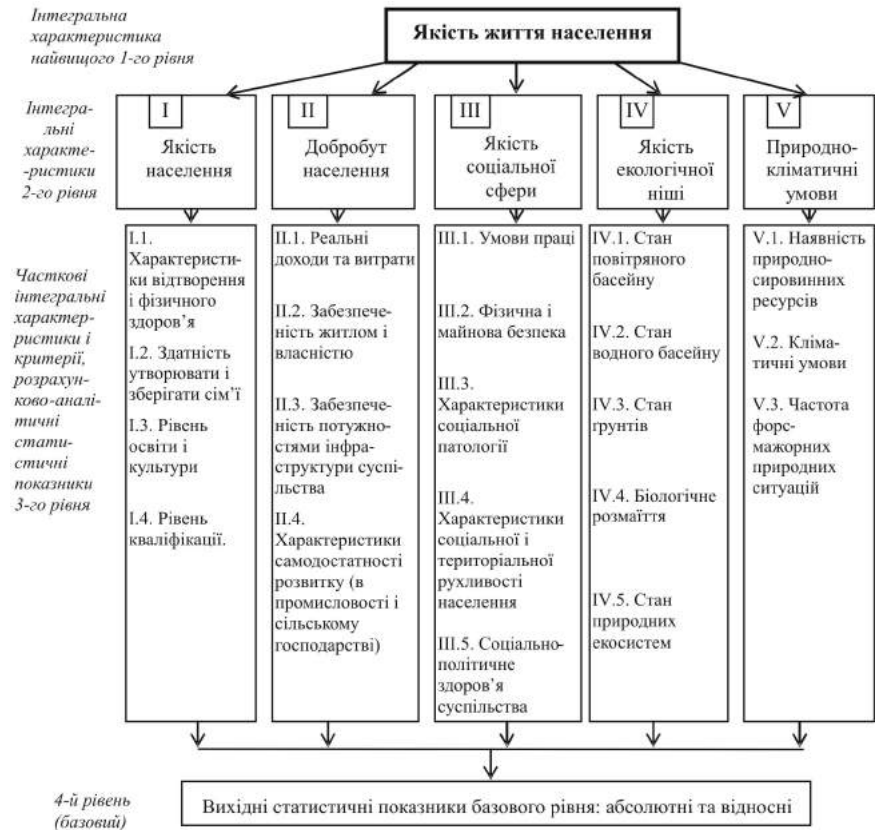 Інтегральна
характеристика
найвищого 1-го рівня
Якість життя населення
Інтегра-
льні
характе-
-ристики
2-го рівня
I
Якість
населення
II
Добробут
населення
III
Якість
соціальної
сфери
IV
Якість
екологічної
ніші
V
Природно-
кліматичні
умови
Часткові
інтегральні
характер-
ристики і
критерії,
розрахун-
ково-аналі-
тичні
стати-
стичні
показники
3-го рівня
I.1.
Характеристи-
ки відтворення
і фізичного
здоров’я
I.2. Здатність
утворювати і
зберігати сім’ї
I.3. Рівень
освіти і
культури
I.4. Рівень
кваліфікації.
II.1. Реальні
доходи та витрати
II.2. Забезпече-
ність житлом і
власністю
II.3. Забезпече-
ність потужно-
стями інфра-
структури суспі-
льства
II.4.
Характеристики
самодостатності
розвитку (в
промисловості і
сільському
господарстві)
III.1. Умови праці
III.2. Фізична і
майнова безпека
III.3.
Характеристики
соціальної
патології
III.4.
Характеристики
соціальної і
територіальної
рухливості
населення
III.5. Соціально-
політичне
здоров’я
суспільства
IV.1. Стан
повітряного
басейну
IV.2. Стан
водного басейну
IV.3. Стан
ґрунтів
IV.4. Біологічне
розмаїття
IV.5. Стан
природних
екосистем
V.1. Наявність
природно-
сировинних
ресурсів
V.2. Кліма-
тичні умови
V.3. Частота
форс-
мажорних
природних
ситуацій
4-й рівень
(базовий)
Вихідні статистичні показники базового рівня: абсолютні та відносні